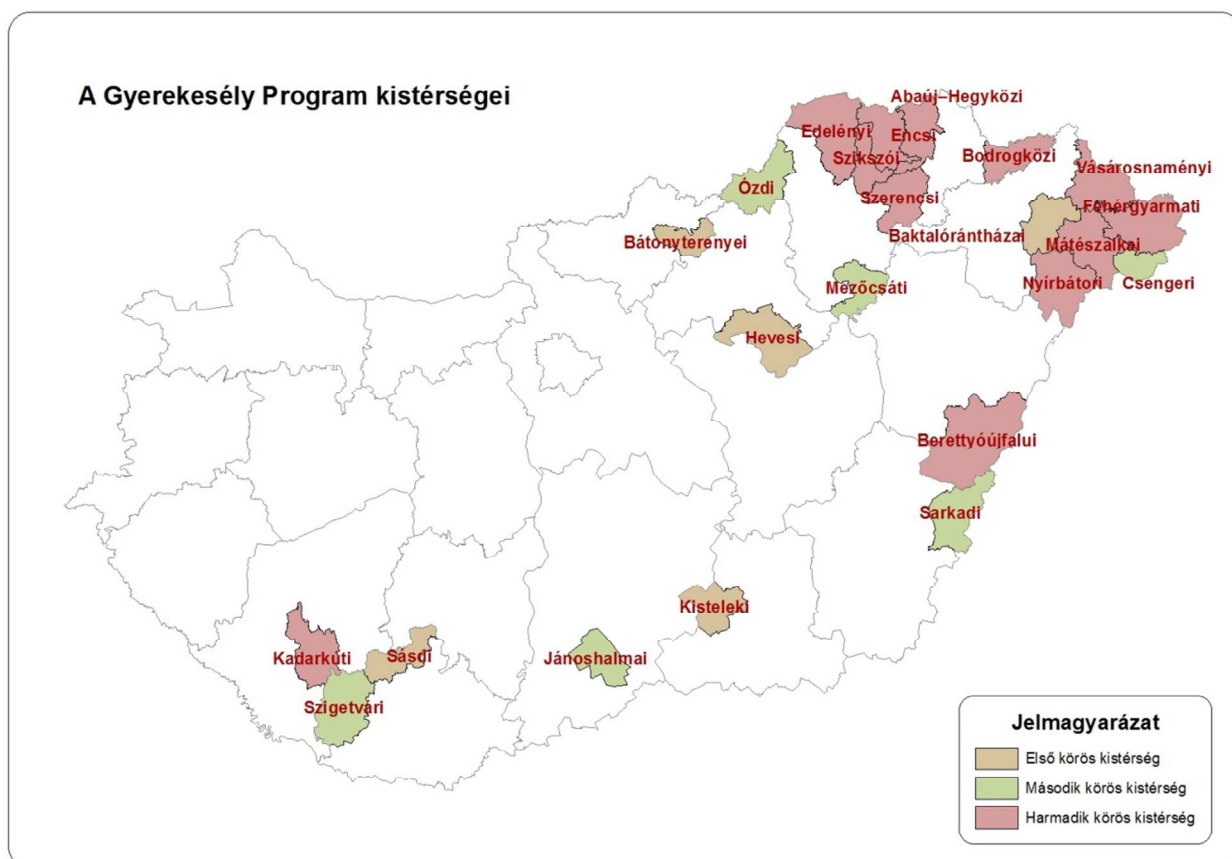 A Gyerekesély Program kistérségei
Abaúj–Hegyközi
Edelényi
Encsi
Szikszói
Bodrogközi
Vásárosnaményi
Ózdi
Szerencsi
Fehérgyarmati
Baktalórántházai
Bátonyterenyei
Mátészalkai
Nyírbátori
Csengeri
Mezőcsáti
Hevesi
Berettyóújfalui
Sarkadi
Kisteleki
Kadarkúti
Sásdi
Jánoshalmai
Szigetvári
Jelmagyarázat
Első körös kistérség
Második körös kistérség
Harmadik körös kistérség